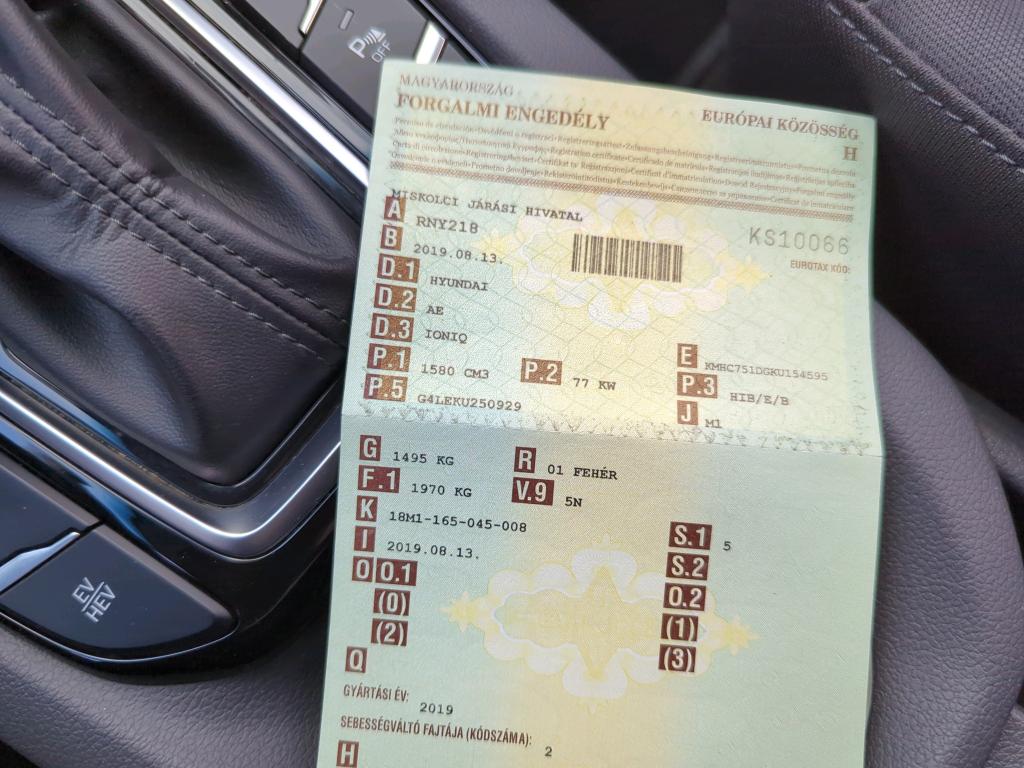 P OFF
MAGYARORSZÁG
FORGALMI ENGEDÉLY
EURÓPAI KÖZÖSSÉG
H
MISKOLCI JÁRÁSI HIVATAL
A RNY218
KS10066
B 2019.08.13.
EUROTAX KÓD:
D.1 HYUNDAI
D.2 AE
D.3 IONIQ
P.1 1580 CM3 P.2 77 KW E KMHC751DGKU154595
P.5 G4LEKU250929 P.3 HIB/E/B
J M1
G 1495 KG R 01 FEHÉR
F.1 1970 KG V.9 5N
K 18M1-165-045-008
I 2019.08.13. S.1 5
O O.1 S.2
(0) O.2
(2) (1)
Q (3)
EV
HEV
GYÁRTÁSI ÉV: 2019
SEBESSÉGVÁLTÓ FAJTÁJA (KÓDSZÁMA): 2
H